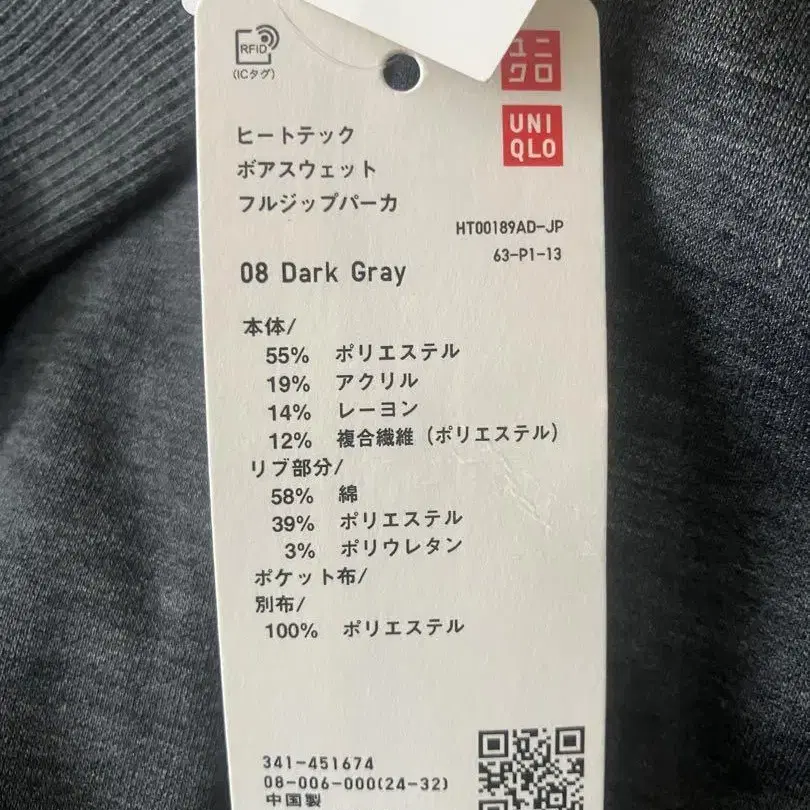 RFID
(ICタグ)
ユニ
クロ
UNI
QLO
ヒートテック
ボアスウェット
フルジップパーカ
HT00189AD-JP
63-P1-13
08 Dark Gray
本体/
55% ポリエステル
19% アクリル
14% レーヨン
12% 複合繊維(ポリエステル)
リブ部分/
58% 綿
39% ポリエステル
3% ポリウレタン
ポケット布/
別布/
100% ポリエステル
341-451674
08-006-000(24-32)
中国製